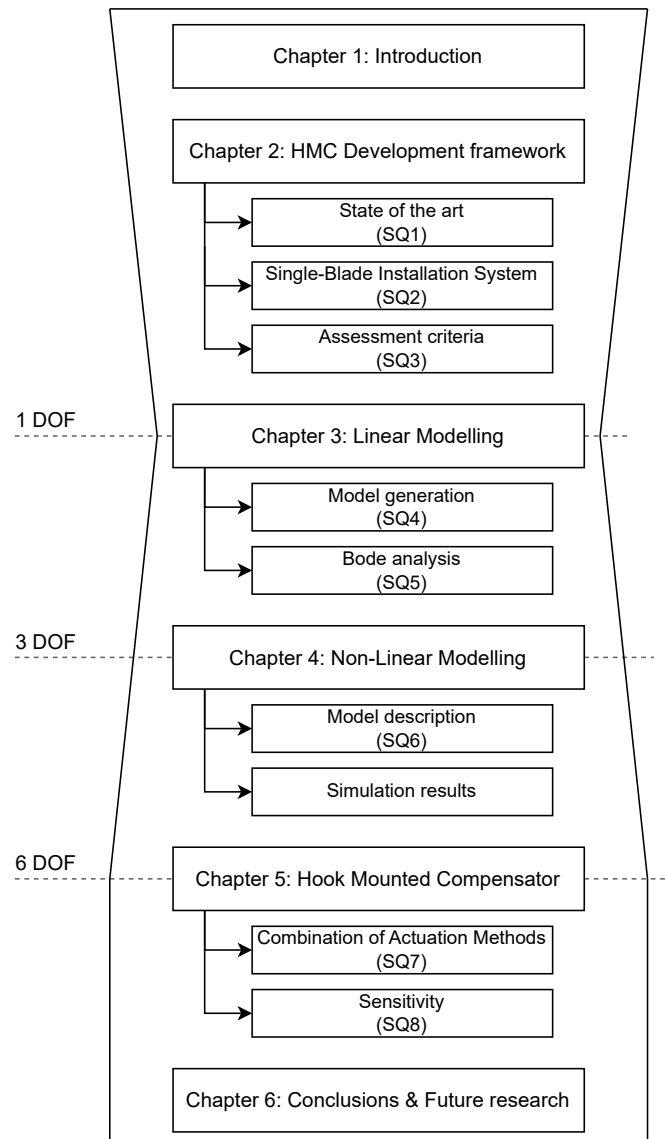 Chapter 1: Introduction
Chapter 2: HMC Development framework
State of the art
(SQ1)
Single-Blade Installation System
(SQ2)
Assessment criteria
(SQ3)
1 DOF
Chapter 3: Linear Modelling
Model generation
(SQ4)
Bode analysis
(SQ5)
3 DOF
Chapter 4: Non-Linear Modelling
Model description
(SQ6)
Simulation results
6 DOF
Chapter 5: Hook Mounted Compensator
Combination of Actuation Methods
(SQ7)
Sensitivity
(SQ8)
Chapter 6: Conclusions & Future research